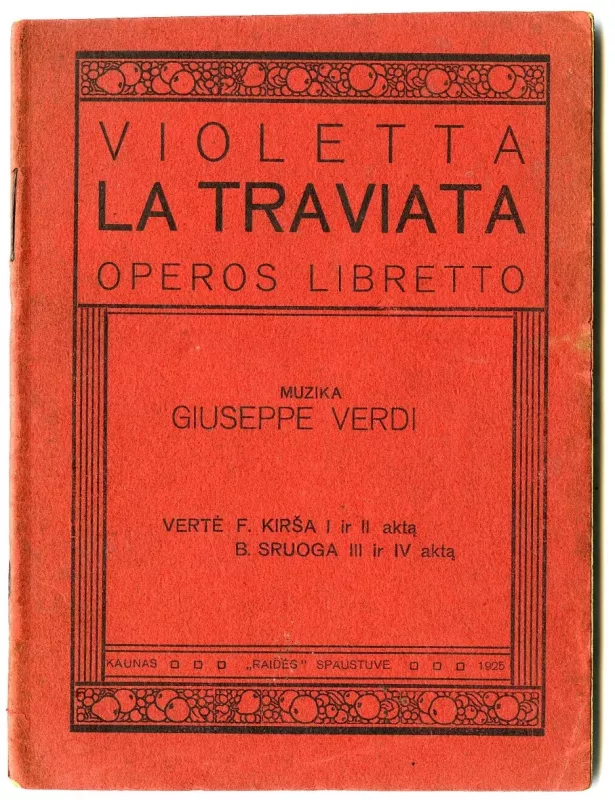 VIOLETTA
LA TRAVIATA
OPEROS LIBRETTO
MUZIKA
GIUSEPPE VERDI
VERTĖ F. KIRŠA I ir II aktą
B. SRUOGA III ir IV aktą
KAUNAS □ □ □ „RAIDĖS" SPAUSTUVĖ □ □ □ 1925